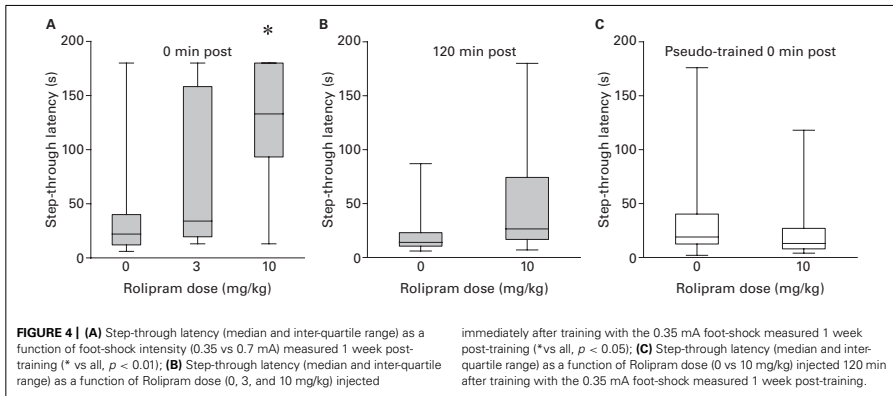 A
*
0 min post
200
150
100
50
0
Step-through latency (s)
0 3 10
Rolipram dose (mg/kg)
B
120 min post
200
150
100
50
0
Step-through latency (s)
0 10
Rolipram dose (mg/kg)
C
Pseudo-trained 0 min post
200
150
100
50
0
Step-through latency (s)
0 10
Rolipram dose (mg/kg)
FIGURE 4 | (A) Step-through latency (median and inter-quartile range) as a
function of foot-shock intensity (0.35 vs 0.7 mA) measured 1 week post-
training (* vs all, p < 0.01); (B) Step-through latency (median and inter-quartile
range) as a function of Rolipram dose (0, 3, and 10 mg/kg) injected
immediately after training with the 0.35 mA foot-shock measured 1 week
post-training (*vs all, p < 0.05); (C) Step-through latency (median and inter-
quartile range) as a function of Rolipram dose (0 vs 10 mg/kg) injected 120 min
after training with the 0.35 mA foot-shock measured 1 week post-training.